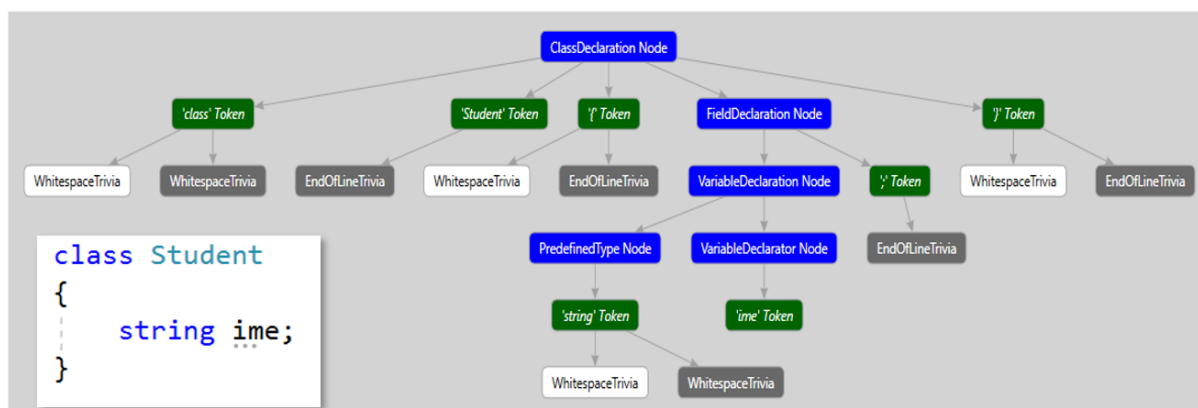 ClassDeclaration Node
'class' Token
'Student' Token
'{' Token
FieldDeclaration Node
'}' Token
WhitespaceTrivia
WhitespaceTrivia
EndOfLineTrivia
WhitespaceTrivia
EndOfLineTrivia
VariableDeclaration Node
';' Token
WhitespaceTrivia
EndOfLineTrivia
PredefinedType Node
VariableDeclarator Node
EndOfLineTrivia
'string' Token
'ime' Token
WhitespaceTrivia
WhitespaceTrivia
class Student
{
string ime;
}